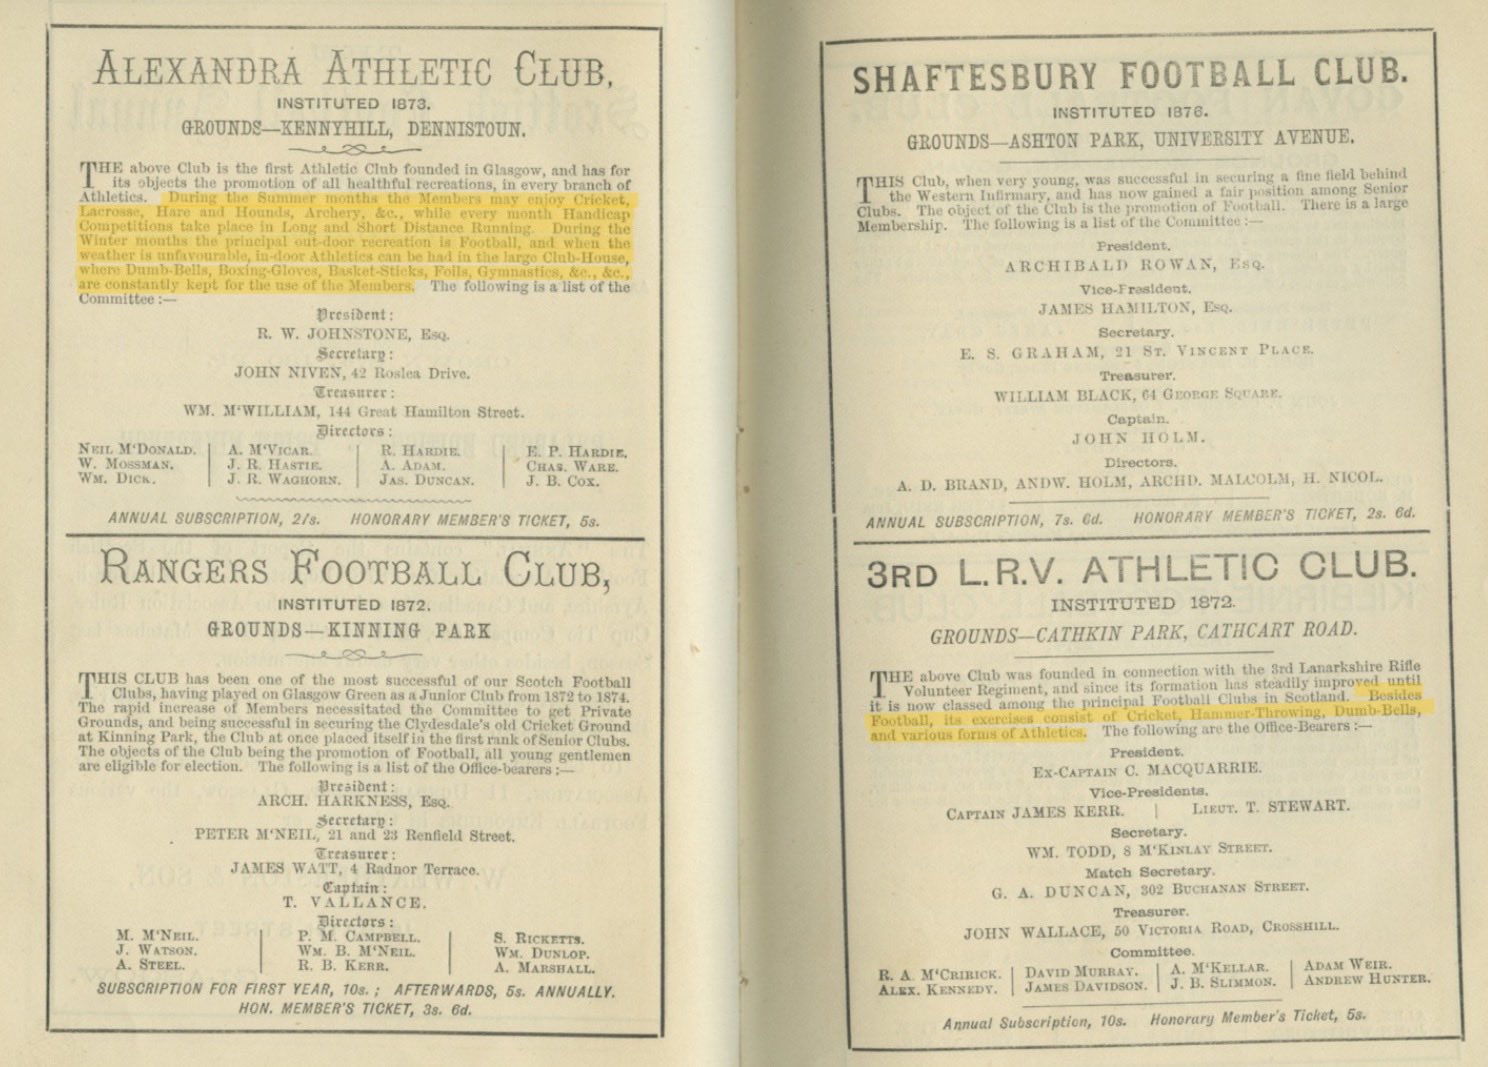 ALEXANDRA ATHLETIC CLUB,
INSTITUTED 1873.
GROUNDS—KENNYHILL, DENNISTOUN.
THE above Club is the first Athletic Club founded in Glasgow, and has for
its objects the promotion of all healthful recreations, in every branch of
Athletics. During the Summer months the Members may enjoy Cricket,
Lacrosse, Hare and Hounds, Archery, &c., while every month Handicap
Competitions take place in Long and Short Distance Running. During the
Winter months the principal out-door recreation is Football, and when the
weather is unfavourable, in-door Athletics can be had in the large Club-House,
where Dumb-Bells, Boxing-Gloves, Basket-Sticks, Foils, Gymnastics, &c., &c.,
are constantly kept for the use of the Members. The following is a list of the
Committee:—
President:
R. W. JOHNSTONE, Esq.
Secretary:
JOHN NIVEN, 42 Roslea Drive.
Treasurer:
WM. M'WILLIAM, 144 Great Hamilton Street.
Directors:
NEIL M'DONALD. | A. M'VICAR. | R. HARDIE. | E. P. HARDIE.
W. MOSSMAN. | J. R. HASTIE. | A. ADAM. | CHAS. WARE.
WM. DICK. | J. R. WAGHORN. | JAS. DUNCAN. | J. B. COX.
ANNUAL SUBSCRIPTION, 2/s. HONORARY MEMBER'S TICKET, 5s.
RANGERS FOOTBALL CLUB,
INSTITUTED 1872.
GROUNDS—KINNING PARK
THIS CLUB has been one of the most successful of our Scotch Football
Clubs, having played on Glasgow Green as a Junior Club from 1872 to 1874.
The rapid increase of Members necessitated the Committee to get Private
Grounds, and being successful in securing the Clydesdale's old Cricket Ground
at Kinning Park, the Club at once placed itself in the first rank of Senior Clubs.
The objects of the Club being the promotion of Football, all young gentlemen
are eligible for election. The following is a list of the Office-bearers:—
President:
ARCH. HARKNESS, Esq.
Secretary:
PETER M'NEIL, 21 and 23 Renfield Street.
Treasurer:
JAMES WATT, 4 Radnor Terrace.
Captain:
T. VALLANCE.
Directors:
M. M'NEIL. | P. M. CAMPBELL. | S. RICKETTS.
J. WATSON. | WM. B. M'NEIL. | WM. DUNLOP.
A. STEEL. | R. B. KERR. | A. MARSHALL.
SUBSCRIPTION FOR FIRST YEAR, 10s.; AFTERWARDS, 5s. ANNUALLY.
HON. MEMBER'S TICKET, 3s. 6d.
SHAFTESBURY FOOTBALL CLUB.
INSTITUTED 1876.
GROUNDS—ASHTON PARK, UNIVERSITY AVENUE.
THIS Club, when very young, was successful in securing a fine field behind
the Western Infirmary, and has now gained a fair position among Senior
Clubs. The object of the Club is the promotion of Football. There is a large
Membership. The following is a list of the Committee:—
President.
ARCHIBALD ROWAN, ESQ.
Vice-President.
JAMES HAMILTON, ESQ.
Secretary.
E. S. GRAHAM, 21 ST. VINCENT PLACE.
Treasurer.
WILLIAM BLACK, 64 GEORGE SQUARE.
Captain.
JOHN HOLM.
Directors.
A. D. BRAND, ANDW. HOLM, ARCHD. MALCOLM, H. NICOL.
ANNUAL SUBSCRIPTION, 7s. 6d. HONORARY MEMBER'S TICKET, 2s. 6d.
3RD L.R.V. ATHLETIC CLUB.
INSTITUTED 1872.
GROUNDS—CATHKIN PARK, CATHCART ROAD.
THE above Club was founded in connection with the 3rd Lanarkshire Rifle
Volunteer Regiment, and since its formation has steadily improved until
it is now classed among the principal Football Clubs in Scotland. Besides
Football, its exercises consist of Cricket, Hammer-Throwing, Dumb-Bells,
and various forms of Athletics. The following are the Office-Bearers:—
President.
EX-CAPTAIN C. MACQUARRIE.
Vice-Presidents.
CAPTAIN JAMES KERR. | LIEUT. T. STEWART.
Secretary.
WM. TODD, 8 M'KINLAY STREET.
Match Secretary.
G. A. DUNCAN, 302 BUCHANAN STREET.
Treasurer.
JOHN WALLACE, 50 VICTORIA ROAD, CROSSHILL.
Committee.
R. A. M'CRIRICK. | DAVID MURRAY. | A. M'KELLAR. | ADAM WEIR.
ALEX. KENNEDY. | JAMES DAVIDSON. | J. B. SLIMMON. | ANDREW HUNTER.
Annual Subscription, 10s. Honorary Member's Ticket, 5s.